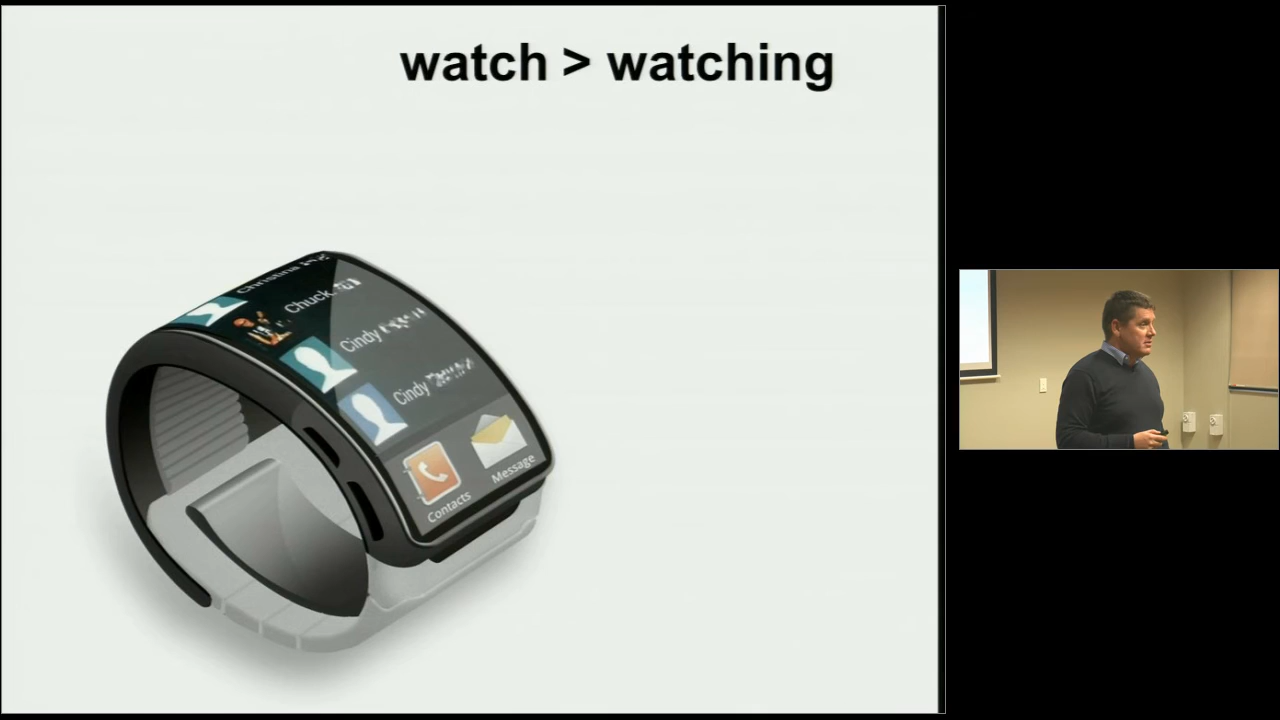 watch > watching
Christina
Chuck
Cindy
Cindy
Contacts
Message